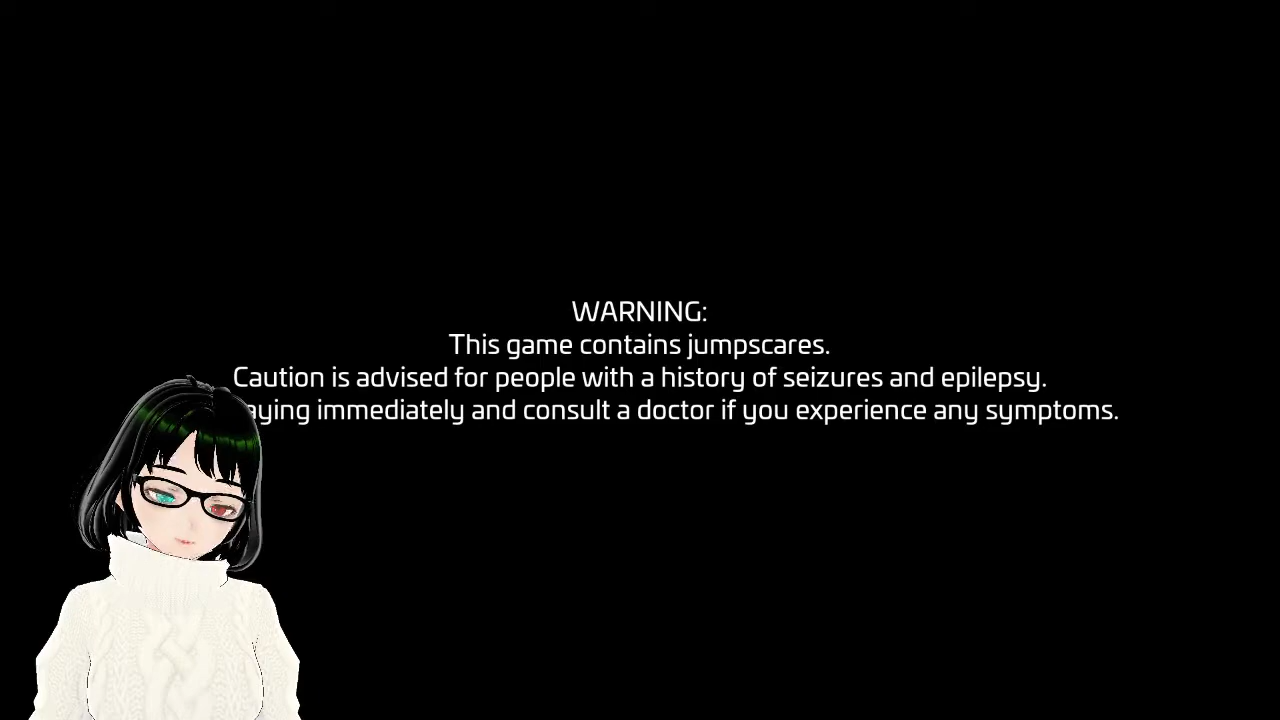 WARNING:
This game contains jumpscares.
Caution is advised for people with a history of seizures and epilepsy.
immediately and consult a doctor if you experience any symptoms.